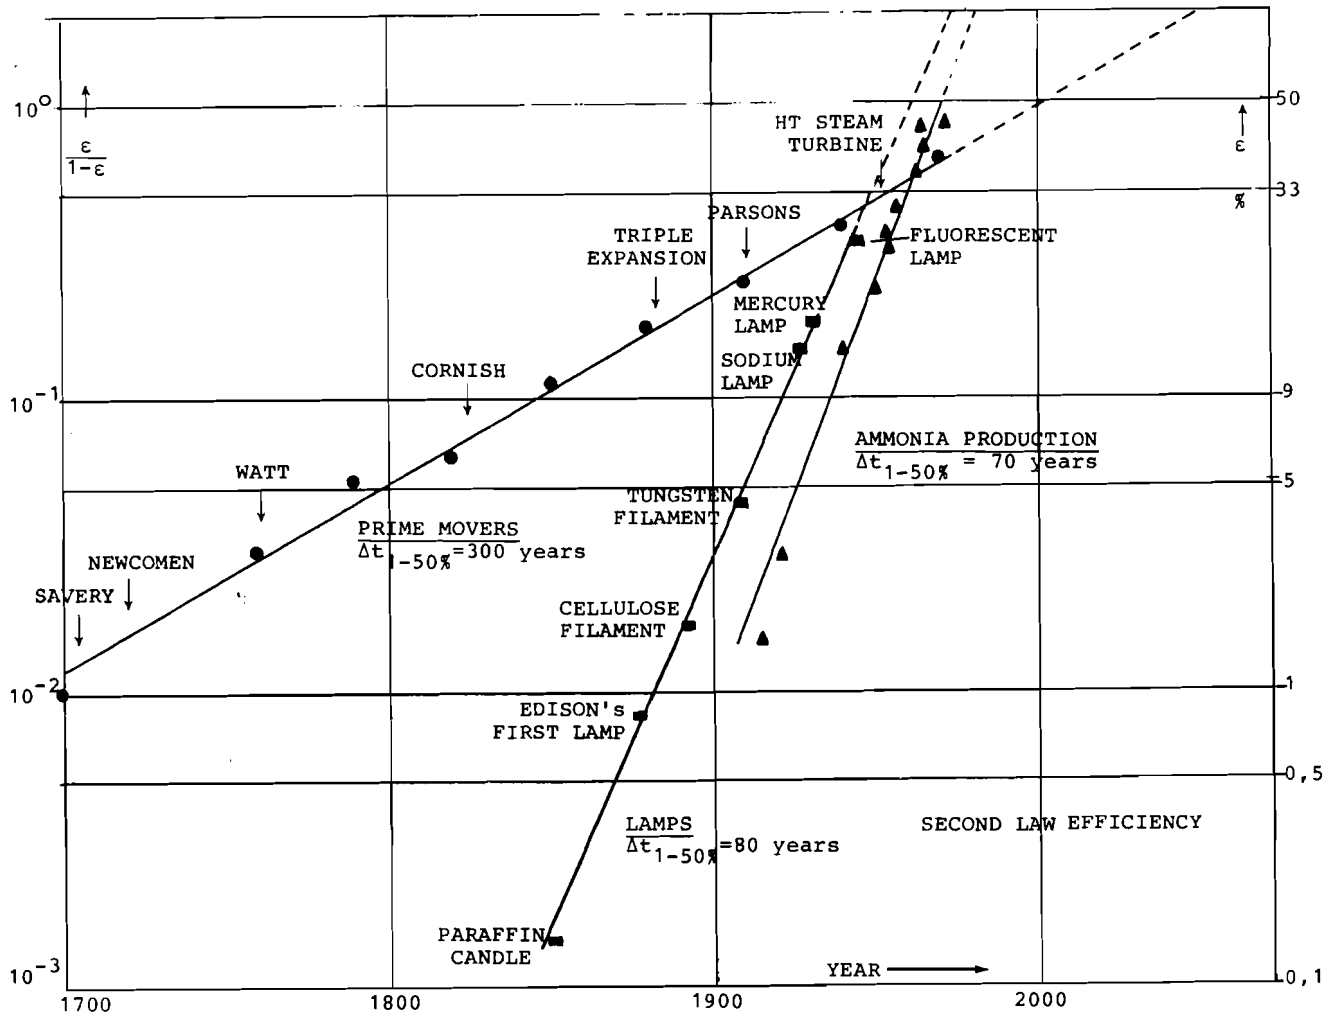 10⁰
ε
1-ε
50
ε
%
HT STEAM
TURBINE
33
PARSONS
TRIPLE
EXPANSION
FLUORESCENT
LAMP
MERCURY
LAMP
SODIUM
LAMP
CORNISH
10⁻¹
9
AMMONIA PRODUCTION
Δt₁₋₅₀% = 70 years
WATT
5
TUNGSTEN
FILAMENT
PRIME MOVERS
Δt₁₋₅₀%=300 years
NEWCOMEN
SAVERY
CELLULOSE
FILAMENT
10⁻²
1
EDISON's
FIRST LAMP
0,5
LAMPS
Δt₁₋₅₀%=80 years
SECOND LAW EFFICIENCY
PARAFFIN
CANDLE
YEAR
10⁻³
0,1
1700
1800
1900
2000